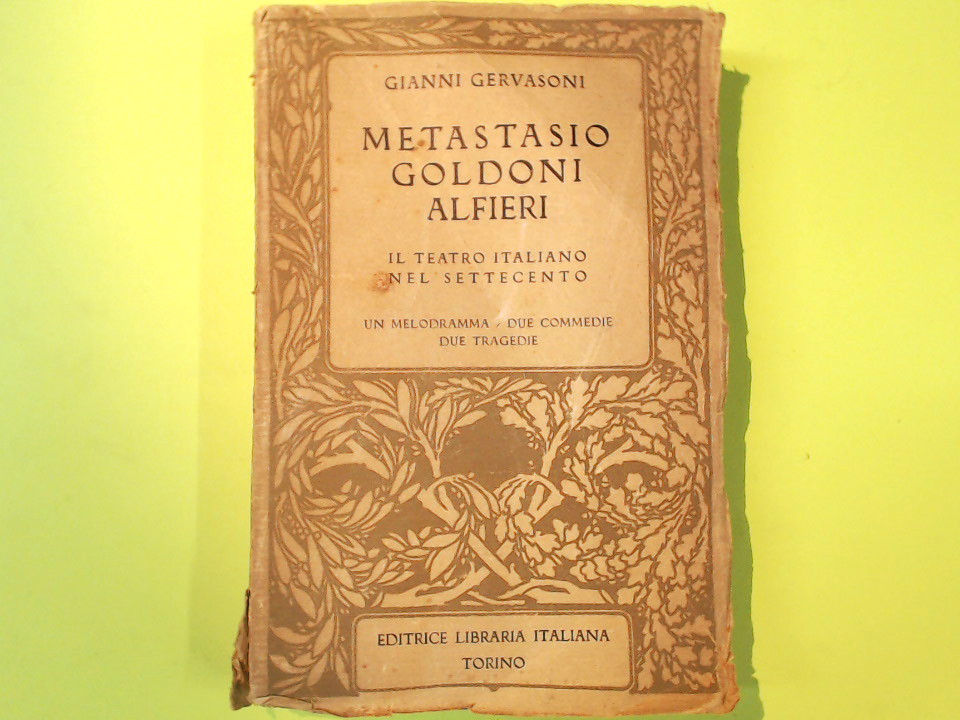 GIANNI GERVASONI
METASTASIO
GOLDONI
ALFIERI
IL TEATRO ITALIANO
NEL SETTECENTO
UN MELODRAMMA - DUE COMMEDIE
DUE TRAGEDIE
EDITRICE LIBRARIA ITALIANA
TORINO